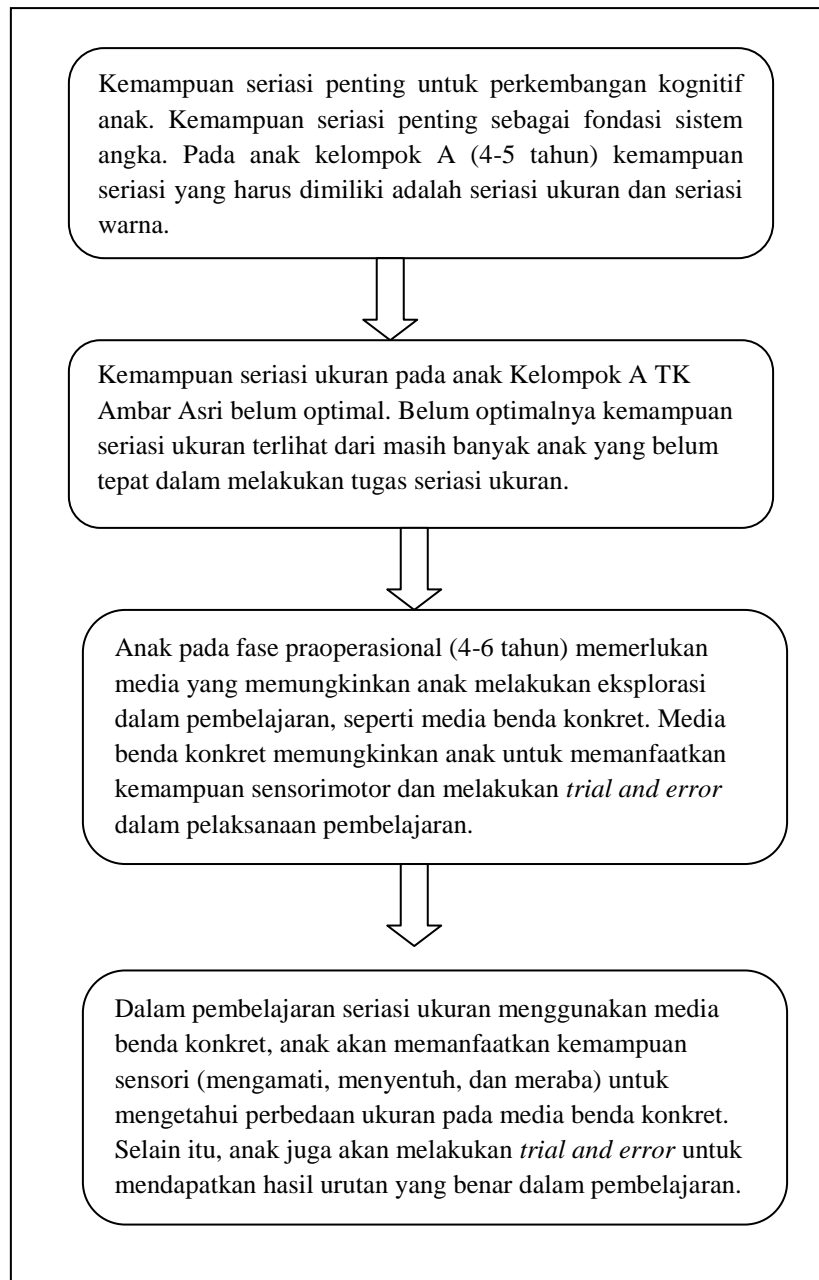 Kemampuan seriasi penting untuk perkembangan kognitif
anak. Kemampuan seriasi penting sebagai fondasi sistem
angka. Pada anak kelompok A (4-5 tahun) kemampuan
seriasi yang harus dimiliki adalah seriasi ukuran dan seriasi
warna.
Kemampuan seriasi ukuran pada anak Kelompok A TK
Ambar Asri belum optimal. Belum optimalnya kemampuan
seriasi ukuran terlihat dari masih banyak anak yang belum
tepat dalam melakukan tugas seriasi ukuran.
Anak pada fase praoperasional (4-6 tahun) memerlukan
media yang memungkinkan anak melakukan eksplorasi
dalam pembelajaran, seperti media benda konkret. Media
benda konkret memungkinkan anak untuk memanfaatkan
kemampuan sensorimotor dan melakukan trial and error
dalam pelaksanaan pembelajaran.
Dalam pembelajaran seriasi ukuran menggunakan media
benda konkret, anak akan memanfaatkan kemampuan
sensori (mengamati, menyentuh, dan meraba) untuk
mengetahui perbedaan ukuran pada media benda konkret.
Selain itu, anak juga akan melakukan trial and error untuk
mendapatkan hasil urutan yang benar dalam pembelajaran.